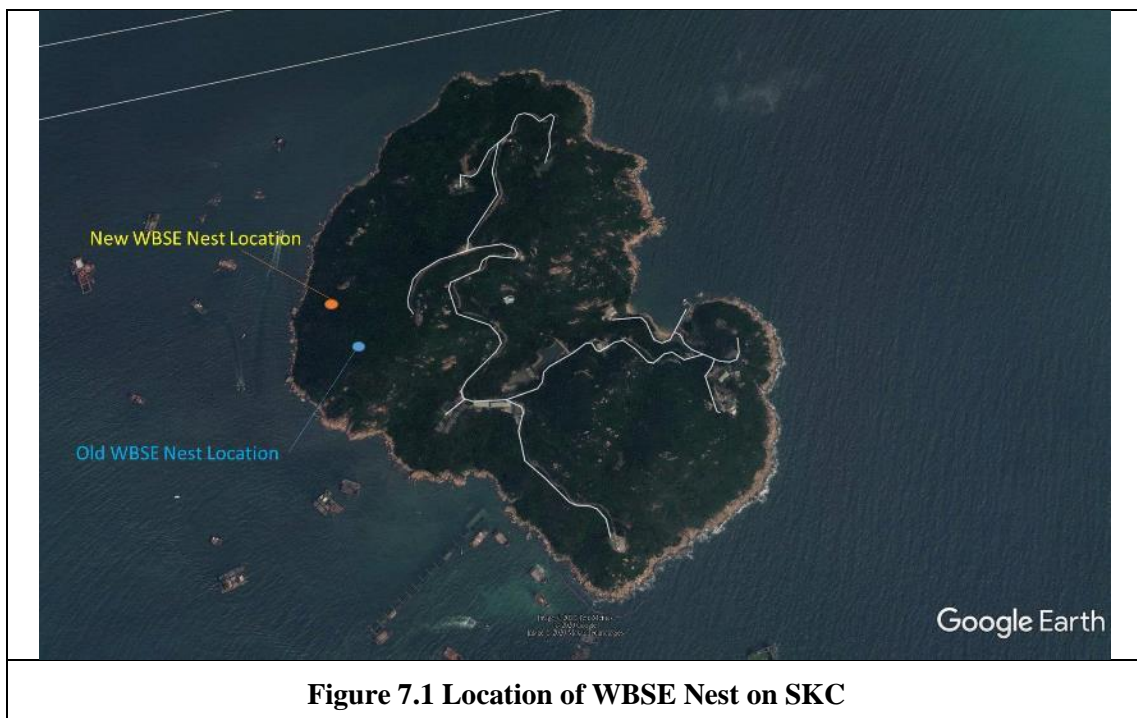 New WBSE Nest Location
Old WBSE Nest Location
Google Earth
Figure 7.1 Location of WBSE Nest on SKC